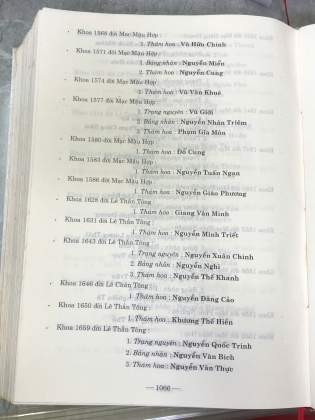 - Khoa 1568 đời Mạc Mậu Hợp :
1. Thám hoa : Vũ Hữu Chính
- Khoa 1571 đời Mạc Mậu Hợp :
1. Bảng nhãn : Nguyễn Miễn
2. Thám hoa : Nguyễn Cung
- Khoa 1574 đời Mạc Mậu Hợp :
1. Thám hoa : Vũ Văn Khuê
- Khoa 1577 đời Mạc Mậu Hợp :
1. Trạng nguyên : Vũ Giới
2. Bảng nhãn : Nguyễn Nhân Triêm
3. Thám hoa : Phạm Gia Môn
- Khoa 1580 đời Mạc Mậu Hợp :
1. Thám hoa : Đỗ Cung
- Khoa 1583 đời Mạc Mậu Hợp :
1. Thám hoa : Nguyễn Tuấn Ngạn
- Khoa 1586 đời Mạc Mậu Hợp :
1. Thám hoa : Nguyễn Giáo Phương
- Khoa 1628 đời Lê Thần Tông :
1. Thám hoa : Giang Văn Minh
- Khoa 1631 đời Lê Thần Tông :
1. Thám hoa : Nguyễn Minh Triết
- Khoa 1643 đời Lê Thần Tông :
1. Trạng nguyên : Nguyễn Xuân Chính
2. Bảng nhãn : Nguyễn Nghi
3. Thám hoa : Nguyễn Thế Khanh
- Khoa 1646 đời Lê Chân Tông :
1. Thám hoa : Nguyễn Đăng Cảo
- Khoa 1650 đời Lê Thần Tông :
1. Thám hoa : Khương Thế Hiền
- Khoa 1659 đời Lê Thần Tông :
1. Trạng nguyên : Nguyễn Quốc Trinh
2. Bảng nhãn : Nguyễn Văn Bích
3. Thám hoa : Nguyễn Văn Thực
— 1066 —